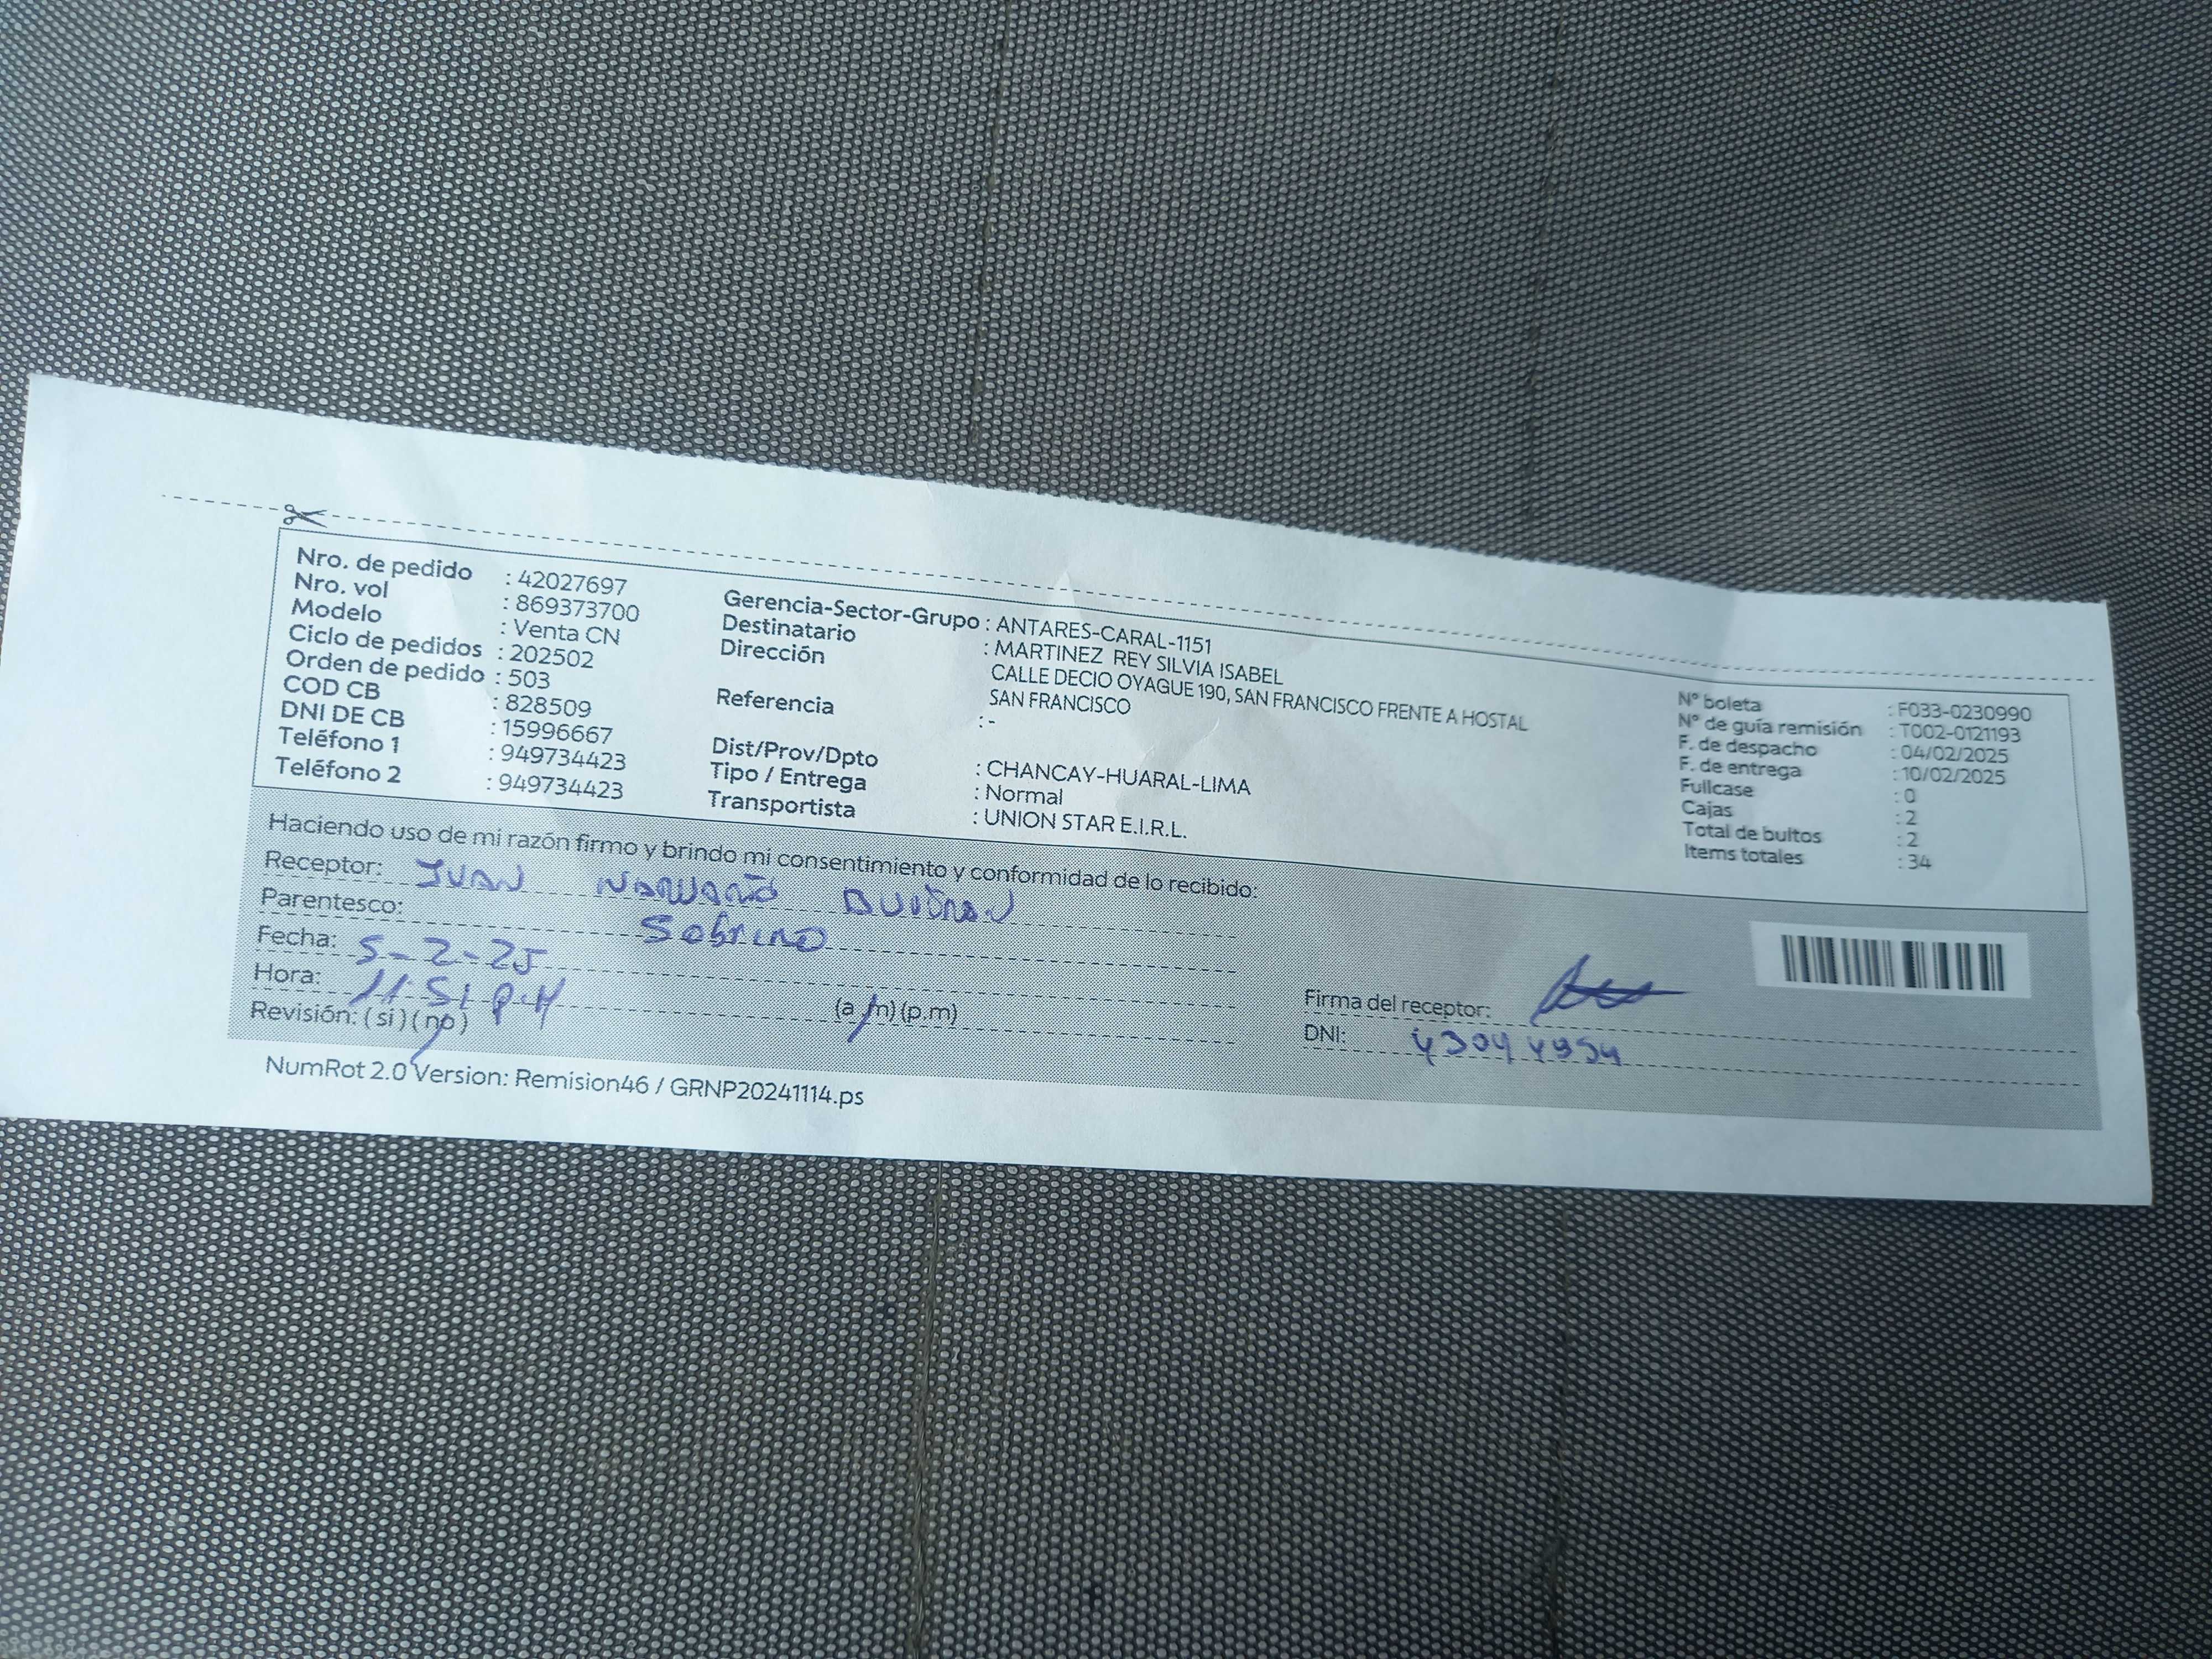 Nro. de pedido : 42027697
Nro. vol : 869373700
Modelo : Venta CN
Ciclo de pedidos : 202502
Orden de pedido : 503
COD CB : 828509
DNI DE CB : 15996667
Teléfono 1 : 949734423
Teléfono 2 : 949734423
Gerencia-Sector-Grupo : ANTARES-CARAL-1151
Destinatario : MARTINEZ REY SILVIA ISABEL
Dirección CALLE DECIO OYAGUE 190, SAN FRANCISCO FRENTE A HOSTAL
SAN FRANCISCO
Referencia : -
Dist/Prov/Dpto : CHANCAY-HUARAL-LIMA
Tipo / Entrega : Normal
Transportista : UNION STAR E.I.R.L.
N° boleta : F033-0230990
N° de guía remisión : T002-0121193
F. de despacho : 04/02/2025
F. de entrega : 10/02/2025
Fullcase : 0
Cajas : 2
Total de bultos : 2
Items totales : 34
Haciendo uso de mi razón firmo y brindo mi consentimiento y conformidad de lo recibido:
Receptor: JUAN
Parentesco: Sobrino
Fecha: 5-2-25
Hora: 11:51 P.M (a.m) (p.m)
Revisión: (si) (no)
Firma del receptor:
DNI: 43044954
NumRot 2.0 Version: Remision46 / GRNP20241114.ps